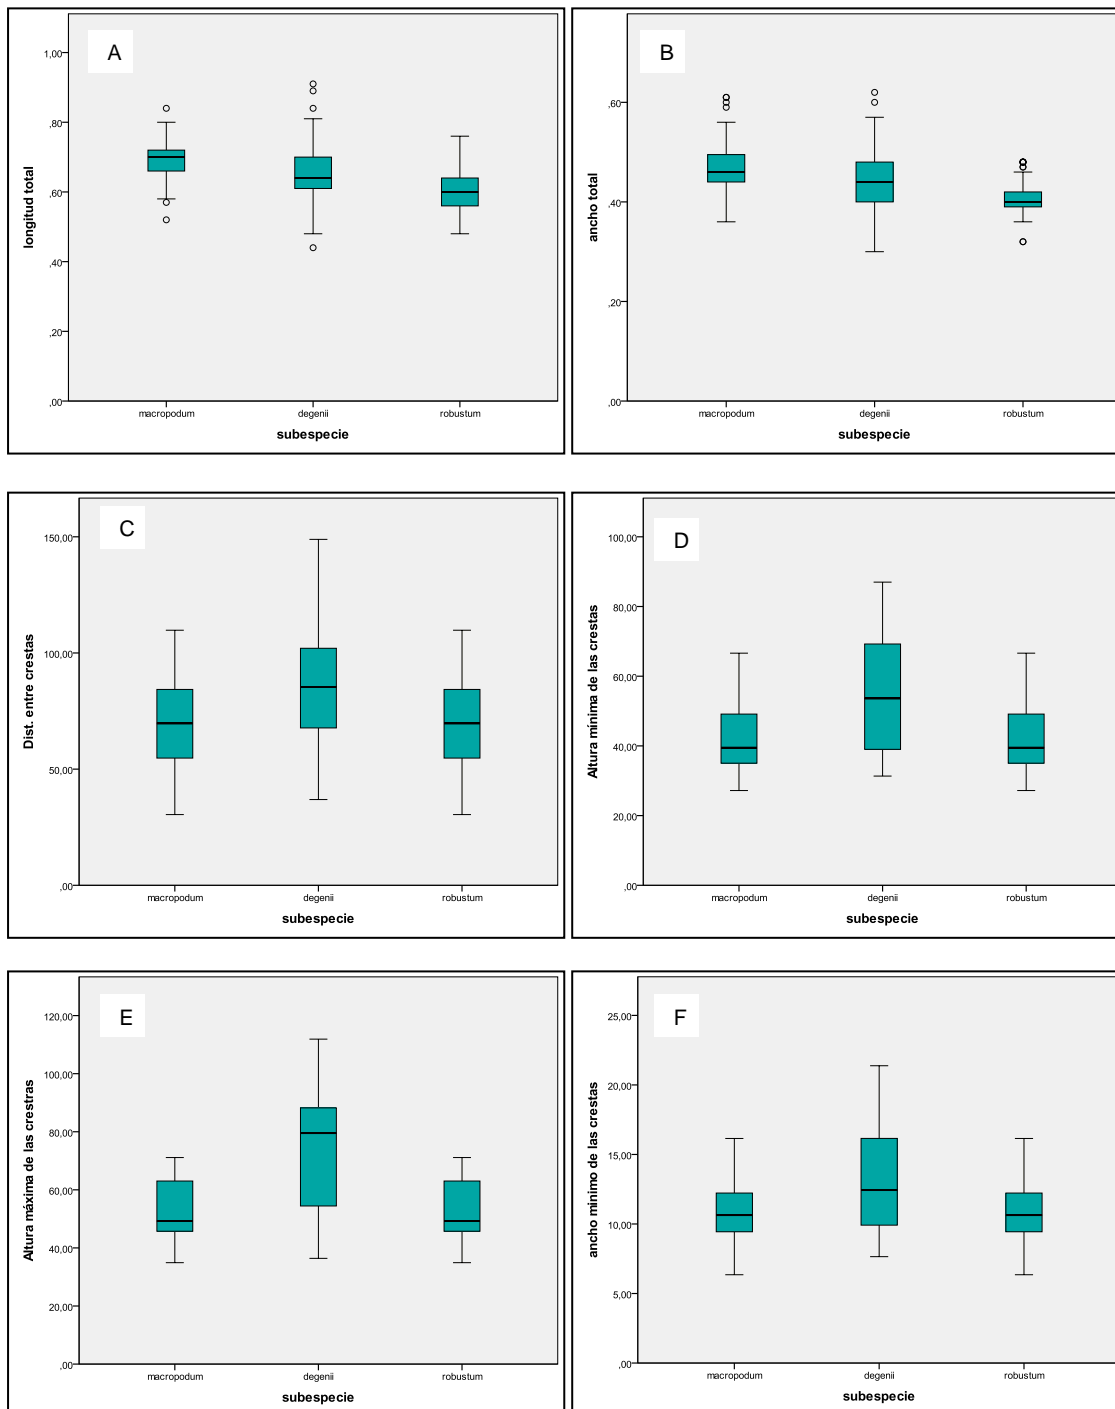 A
longitud total
1,00
,80
,60
,40
,20
,00
macropodum degenii robustum
subespecie
B
ancho total
,60
,40
,20
,00
macropodum degenii robustum
subespecie
C
Dist. entre crestas
150,00
100,00
50,00
,00
macropodum degenii robustum
subespecie
D
Altura mínima de las crestas
100,00
80,00
60,00
40,00
20,00
,00
macropodum degenii robustum
subespecie
E
Altura máxima de las crestras
120,00
100,00
80,00
60,00
40,00
20,00
,00
macropodum degenii robustum
subespecie
F
ancho minimo de las crestas
25,00
20,00
15,00
10,00
5,00
,00
macropodum degenii robustum
subespecie